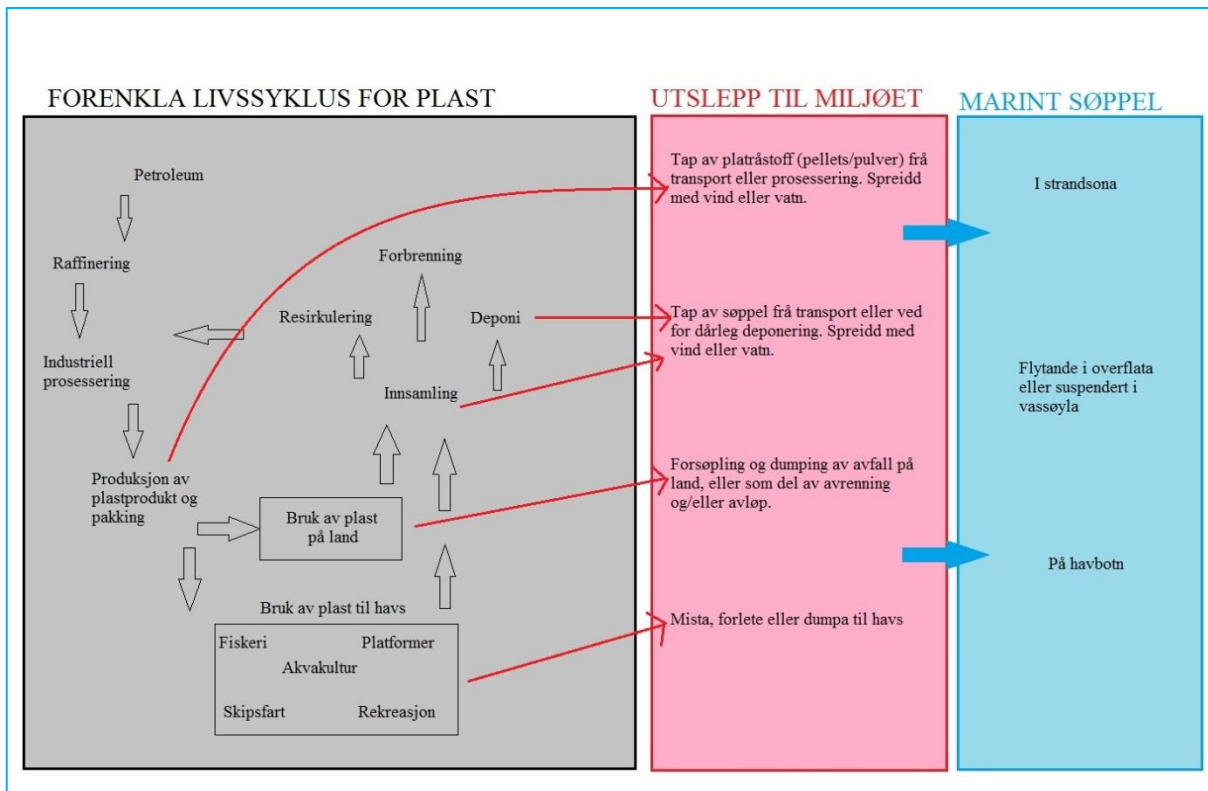 FORENKLA LIVSSYKLUS FOR PLAST
Petroleum
Raffinering
Industriell
prosessering
Produksjon av
plastprodukt og
pakking
Forbrenning
Resirkulering
Deponi
Innsamling
Bruk av plast
på land
Bruk av plast til havs
Fiskeri
Platformer
Akvakultur
Skipsfart
Rekreasjon
UTSLEPP TIL MILJØET
Tap av platråstoff (pellets/pulver) frå
transport eller prosessering. Spreidd
med vind eller vatn.
Tap av søppel frå transport eller ved
for dårleg deponering. Spreidd med
vind eller vatn.
Forsøpling og dumping av avfall på
land, eller som del av avrenning
og/eller avløp.
Mista, forlete eller dumpa til havs
MARINT SØPPEL
I strandsona
Flytande i overflata
eller suspendert i
vassøyla
På havbotn